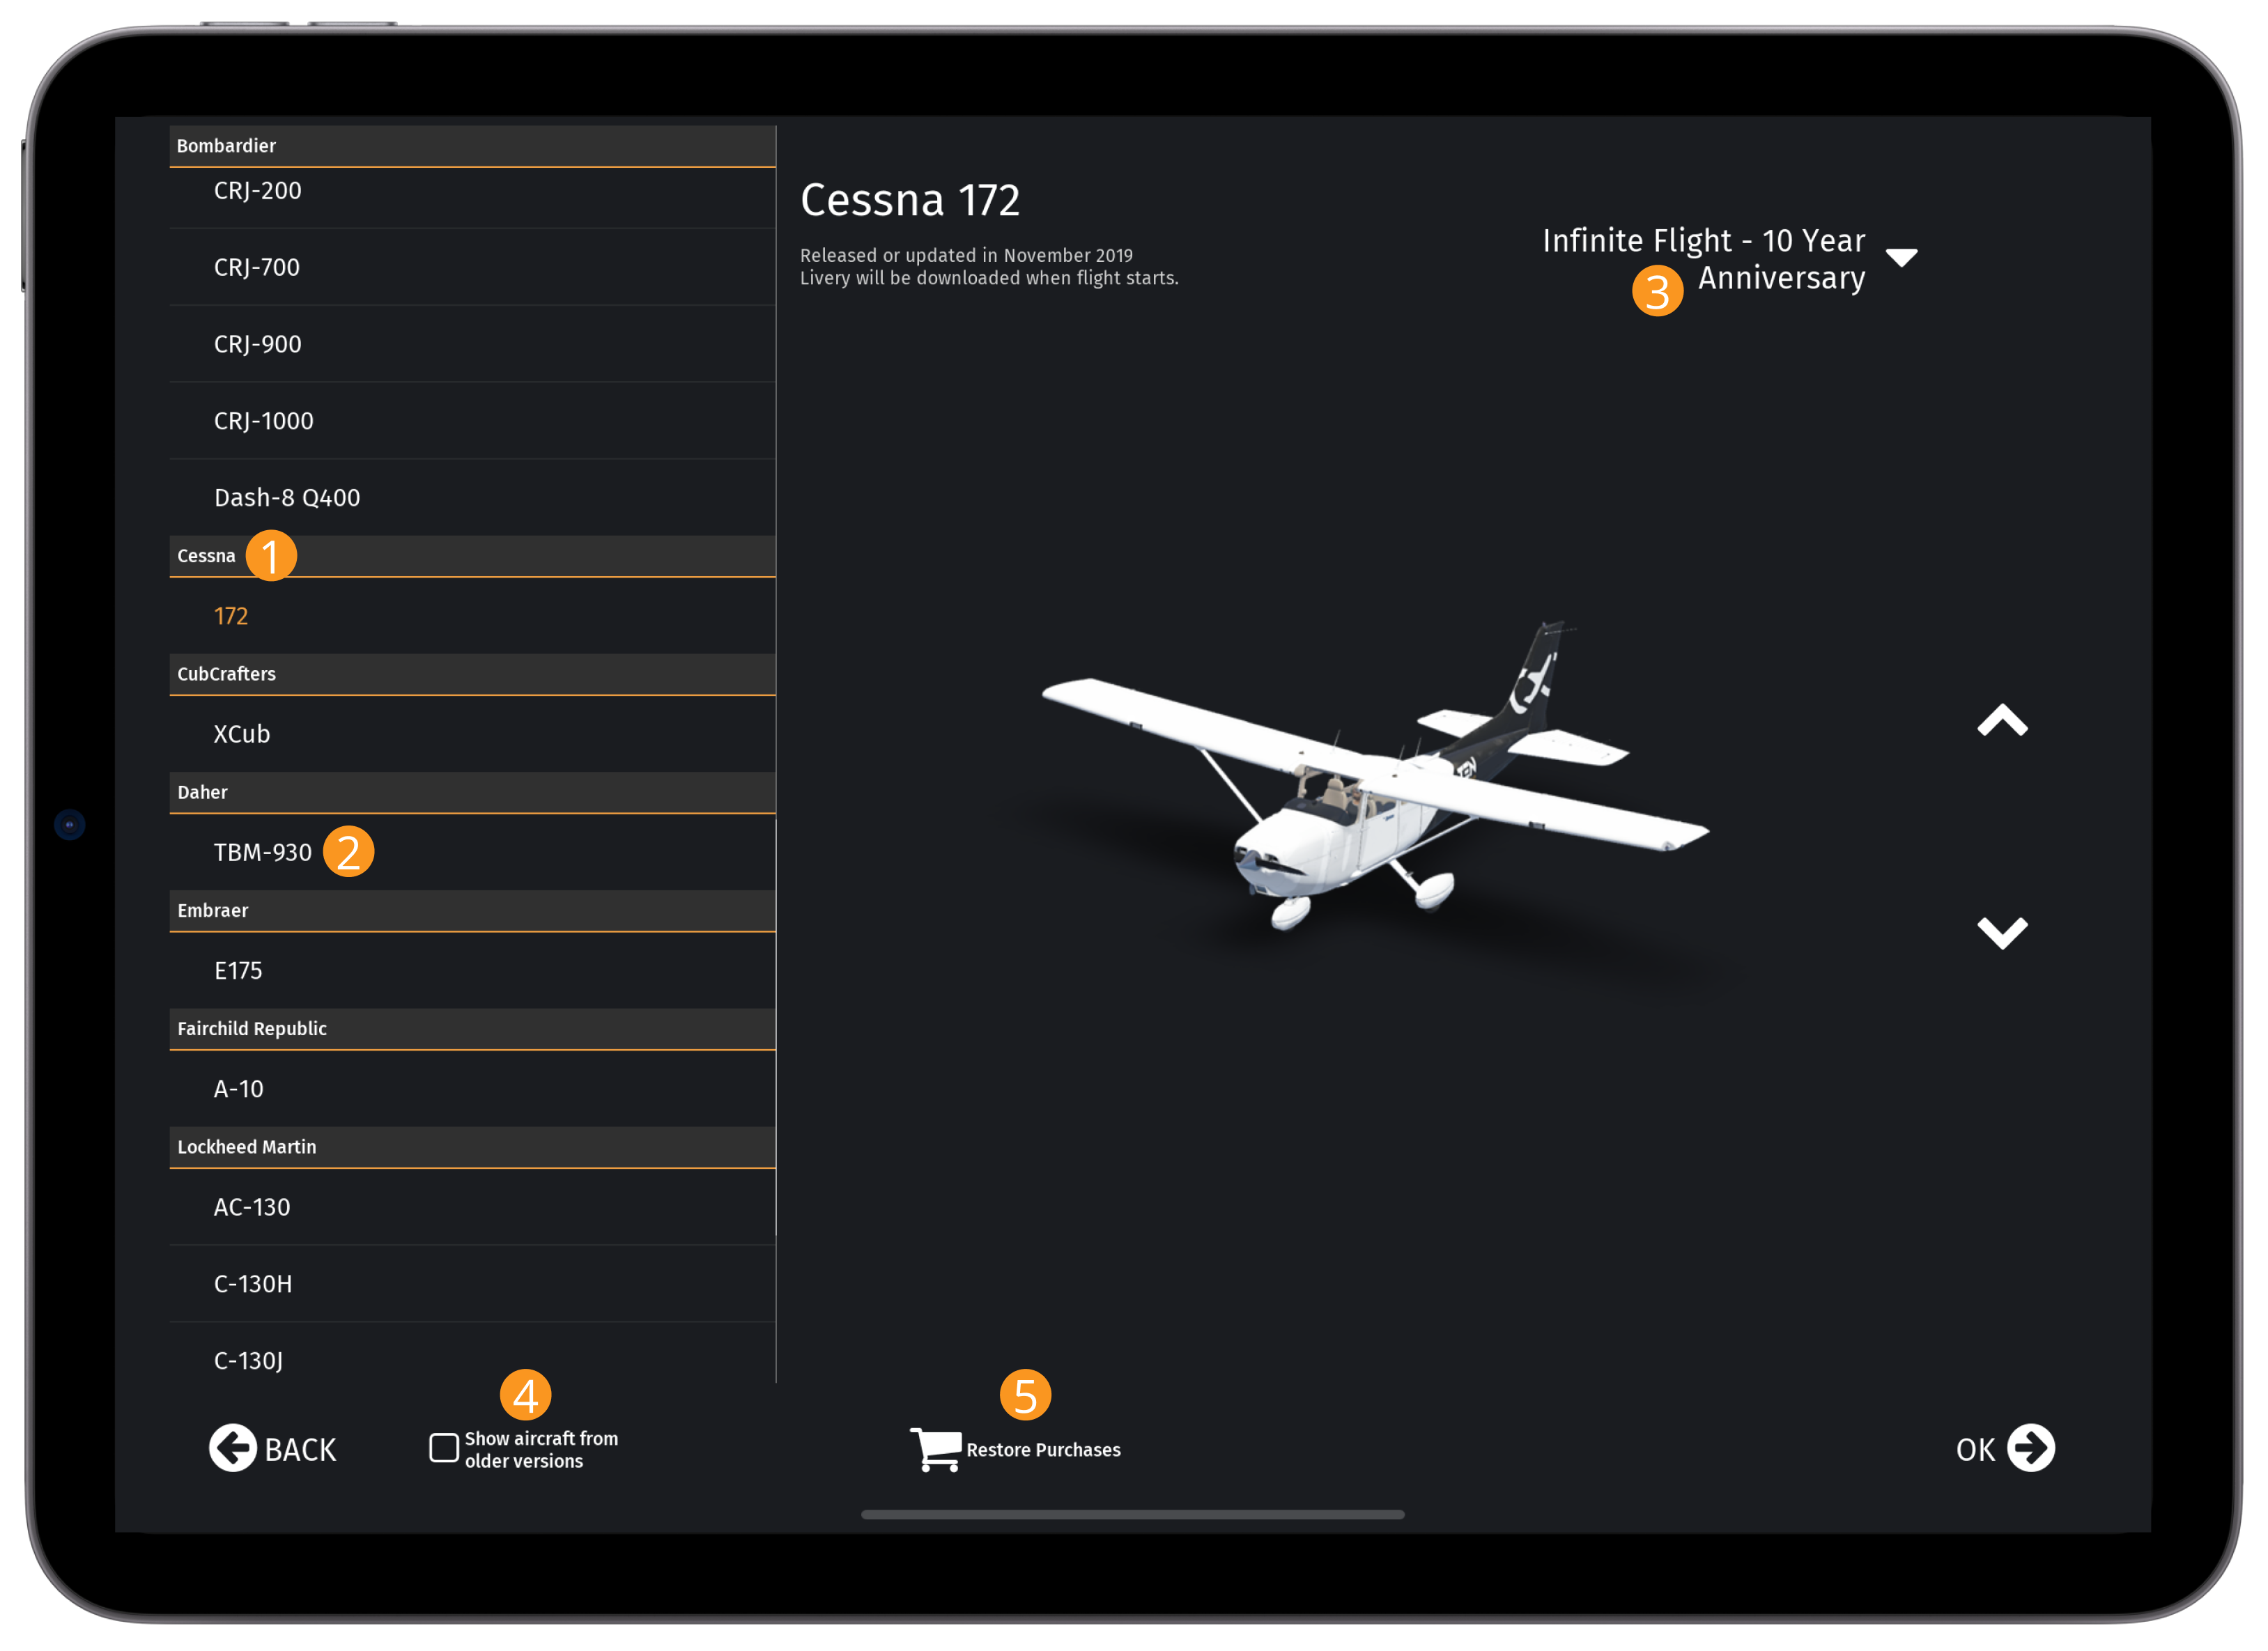 Bombardier
CRJ-200
CRJ-700
CRJ-900
CRJ-1000
Dash-8 Q400
Cessna 1
172
CubCrafters
XCub
Daher
TBM-930 2
Embraer
E175
Fairchild Republic
A-10
Lockheed Martin
AC-130
C-130H
C-130J
Cessna 172
Released or updated in November 2019
Livery will be downloaded when flight starts.
Infinite Flight - 10 Year
Anniversary
3
4
5
BACK
Show aircraft from
older versions
Restore Purchases
OK